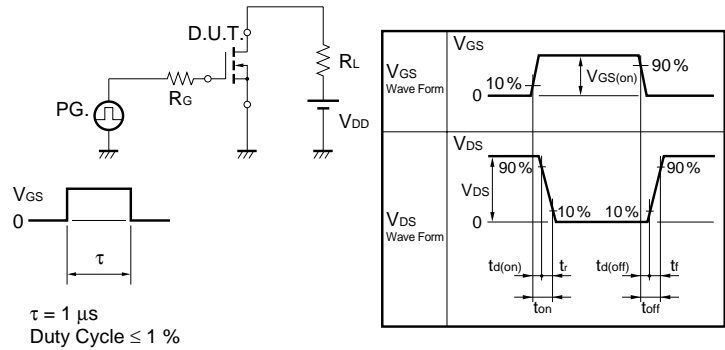 D.U.T.
RL
RG
PG.
VDD
VGS
0
τ
τ = 1 μs
Duty Cycle ≤ 1 %
VGS
Wave Form
VGS
10 %
0
VGS(on)
90 %
VDS
Wave Form
VDS
90 %
VDS
0
10 %
10 %
90 %
td(on)
tr
td(off)
tf
ton
toff